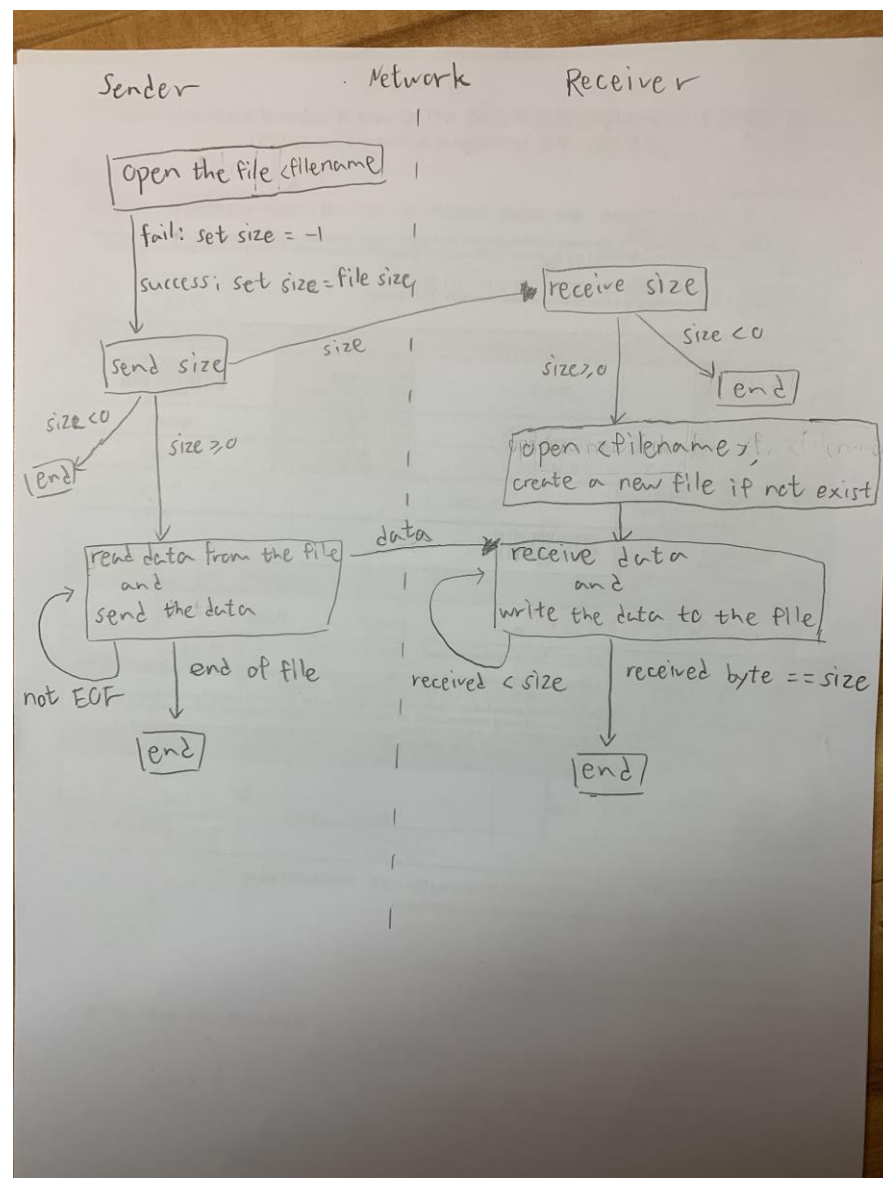 Sender
Network
Receiver
open the file <filename
fail: set size = -1
success; set size = file size
receive size
send size
size
size < 0
size ≥ 0
end
size < 0
size ≥ 0
end
open <filename>,
create a new file if not exist
data
read data from the file
and
send the data
receive data
and
write the data to the file
not EOF
end of file
received < size
received byte == size
end
end